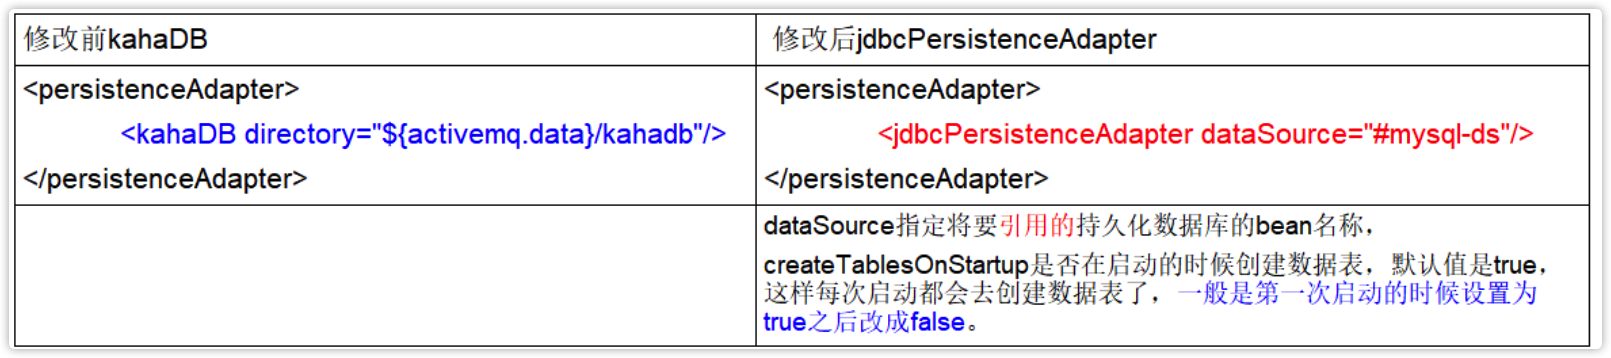 修改前kahaDB
修改后jdbcPersistenceAdapter
<persistenceAdapter>
<kahaDB directory="${activemq.data}/kahadb"/>
</persistenceAdapter>
<persistenceAdapter>
<jdbcPersistenceAdapter dataSource="#mysql-ds"/>
</persistenceAdapter>
dataSource指定将要引用的持久化数据库的bean名称，
createTablesOnStartup是否在启动的时候创建数据表，默认值是true，
这样每次启动都会去创建数据表了，一般是第一次启动的时候设置为
true之后改成false。